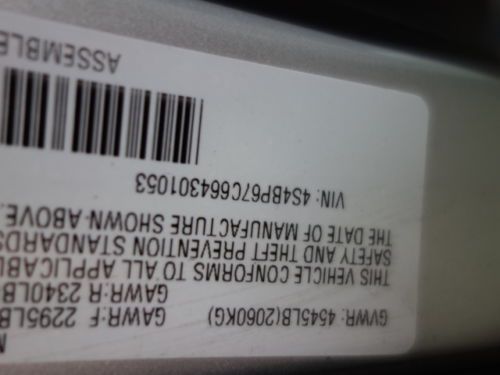 GVWR: 4545LB(2060KG) GAWR:F 2295LB
GAWR:R 2340LB
THIS VEHICLE CONFORMS TO ALL APPLICABL
SAFETY AND THEFT PREVENTION STANDARDS
THE DATE OF MANUFACTURE SHOWN ABOVE.
VIN: 4S4BP67C664301053
ASSEMBLE